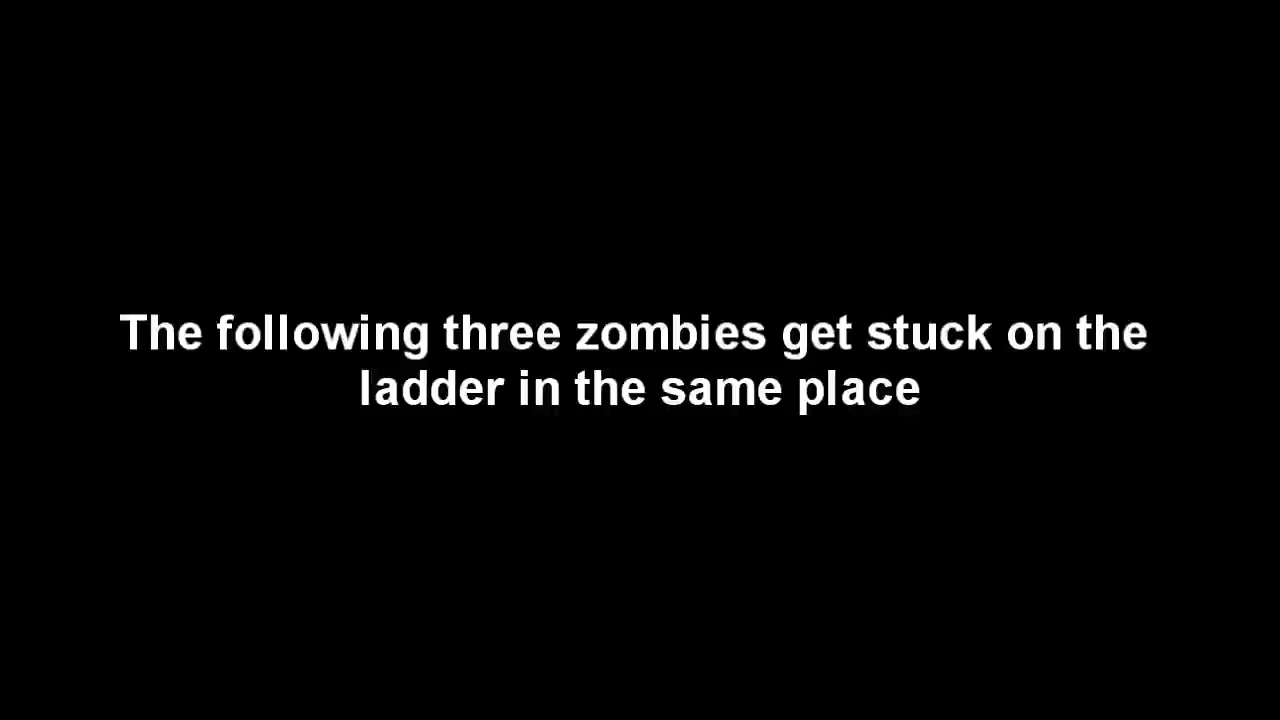 The following three zombies get stuck on the
ladder in the same place